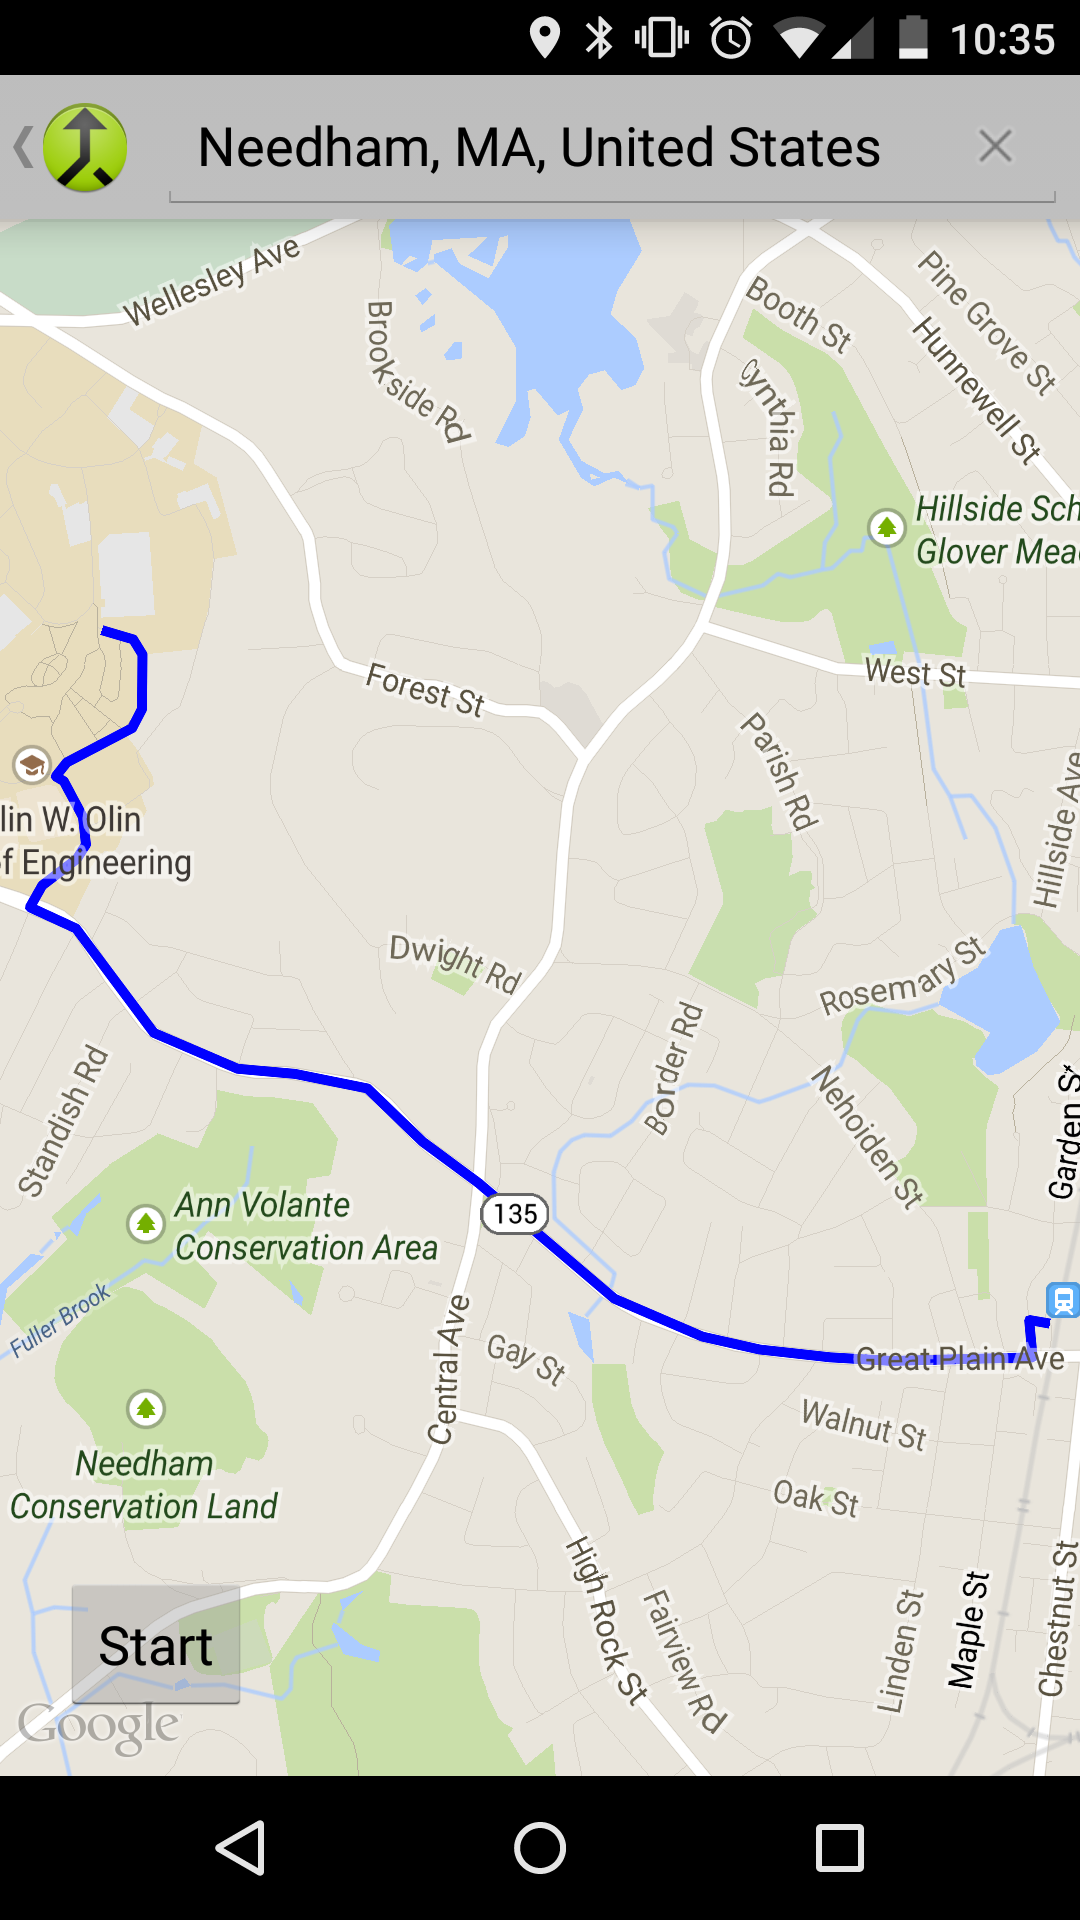 10:35
Needham, MA, United States
Wellesley Ave
Brookside Rd
Booth St
Pine Grove St
Hunnewell St
Cynthia Rd
Hillside Sch
Glover Mea
West St
Forest St
Parish Rd
Hillside Ave
lin W. Olin
of Engineering
Dwight Rd
Rosemary St
Border Rd
Nehoiden St
Garden St
Standish Rd
Ann Volante
Conservation Area
135
Fuller Brook
Central Ave
Gay St
Great Plain Ave
Walnut St
Needham
Conservation Land
Oak St
High Rock St
Fairview Rd
Linden St
Maple St
Chestnut St
Start
Google